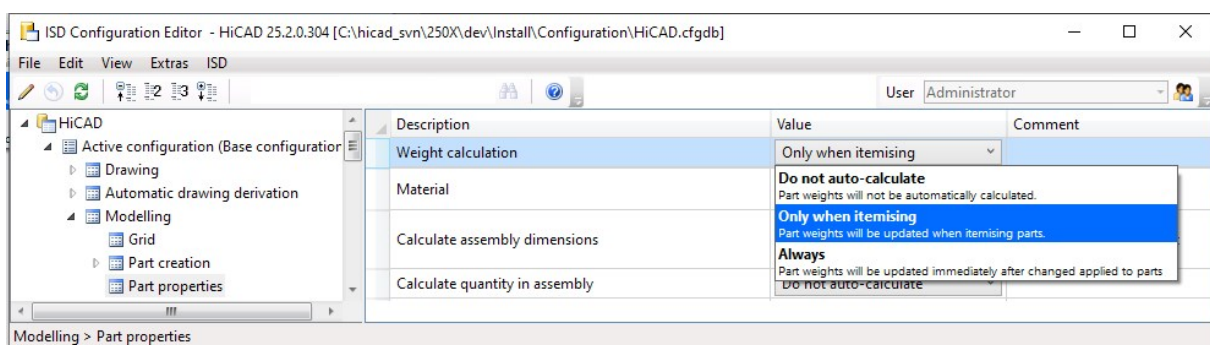 ISD Configuration Editor - HiCAD 25.2.0.304 [C:\hicad_svn\250X\dev\Install\Configuration\HiCAD.cfgdb]
File Edit View Extras ISD
User Administrator
HiCAD
Active configuration (Base configuration
Drawing
Automatic drawing derivation
Modelling
Grid
Part creation
Part properties
Description Value Comment
Weight calculation Only when itemising
Material
Calculate assembly dimensions
Calculate quantity in assembly Do not auto-calculate
Do not auto-calculate
Part weights will not be automatically calculated.
Only when itemising
Part weights will be updated when itemising parts.
Always
Part weights will be updated immediately after changed applied to parts
Modelling > Part properties